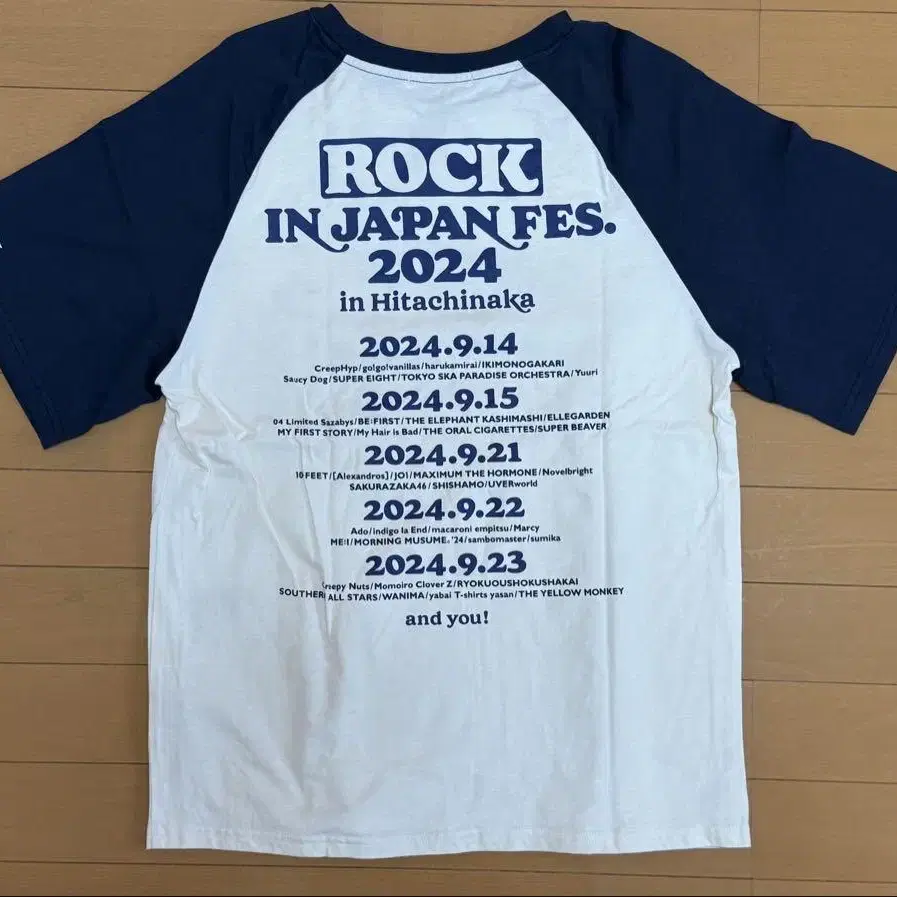 ROCK
IN JAPAN FES.
2024
in Hitachinaka
2024.9.14
CreepHyp/go!go!vanillas/harukamirai/IKIMONOGAKARI
Saucy Dog/SUPER EIGHT/TOKYO SKA PARADISE ORCHESTRA/Yuuri
2024.9.15
04 Limited Sazabys/BE:FIRST/THE ELEPHANT KASHIMASHI/ELLEGARDEN
MY FIRST STORY/My Hair is Bad/THE ORAL CIGARETTES/SUPER BEAVER
2024.9.21
10-FEET/[Alexandros]/JO1/MAXIMUM THE HORMONE/Novelbright
SAKURAZAKA46/SHISHAMO/UVERworld
2024.9.22
Ado/indigo la End/macaroni empitsu/Marcy
ME:I/MORNING MUSUME. '24/sambomaster/sumika
2024.9.23
Creepy Nuts/Momoiro Clover Z/RYOKUOUSHOKUSHAKAI
SOUTHERN ALL STARS/WANIMA/yabai T-shirts yasan/THE YELLOW MONKEY
and you!